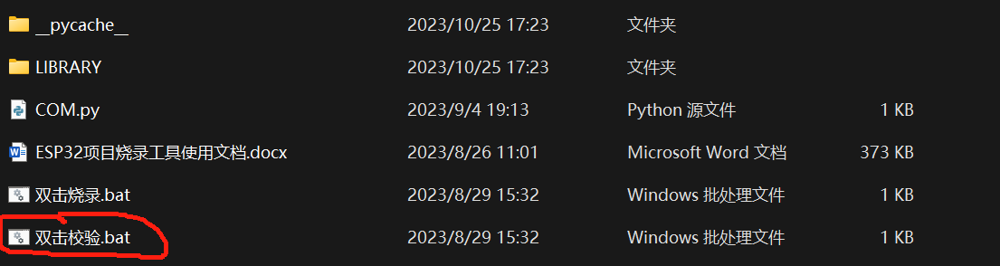 __pycache__ 2023/10/25 17:23 文件夹
LIBRARY 2023/10/25 17:23 文件夹
COM.py 2023/9/4 19:13 Python 源文件 1 KB
ESP32项目烧录工具使用文档.docx 2023/8/26 11:01 Microsoft Word 文档 373 KB
双击烧录.bat 2023/8/29 15:32 Windows 批处理文件 1 KB
双击校验.bat 2023/8/29 15:32 Windows 批处理文件 1 KB